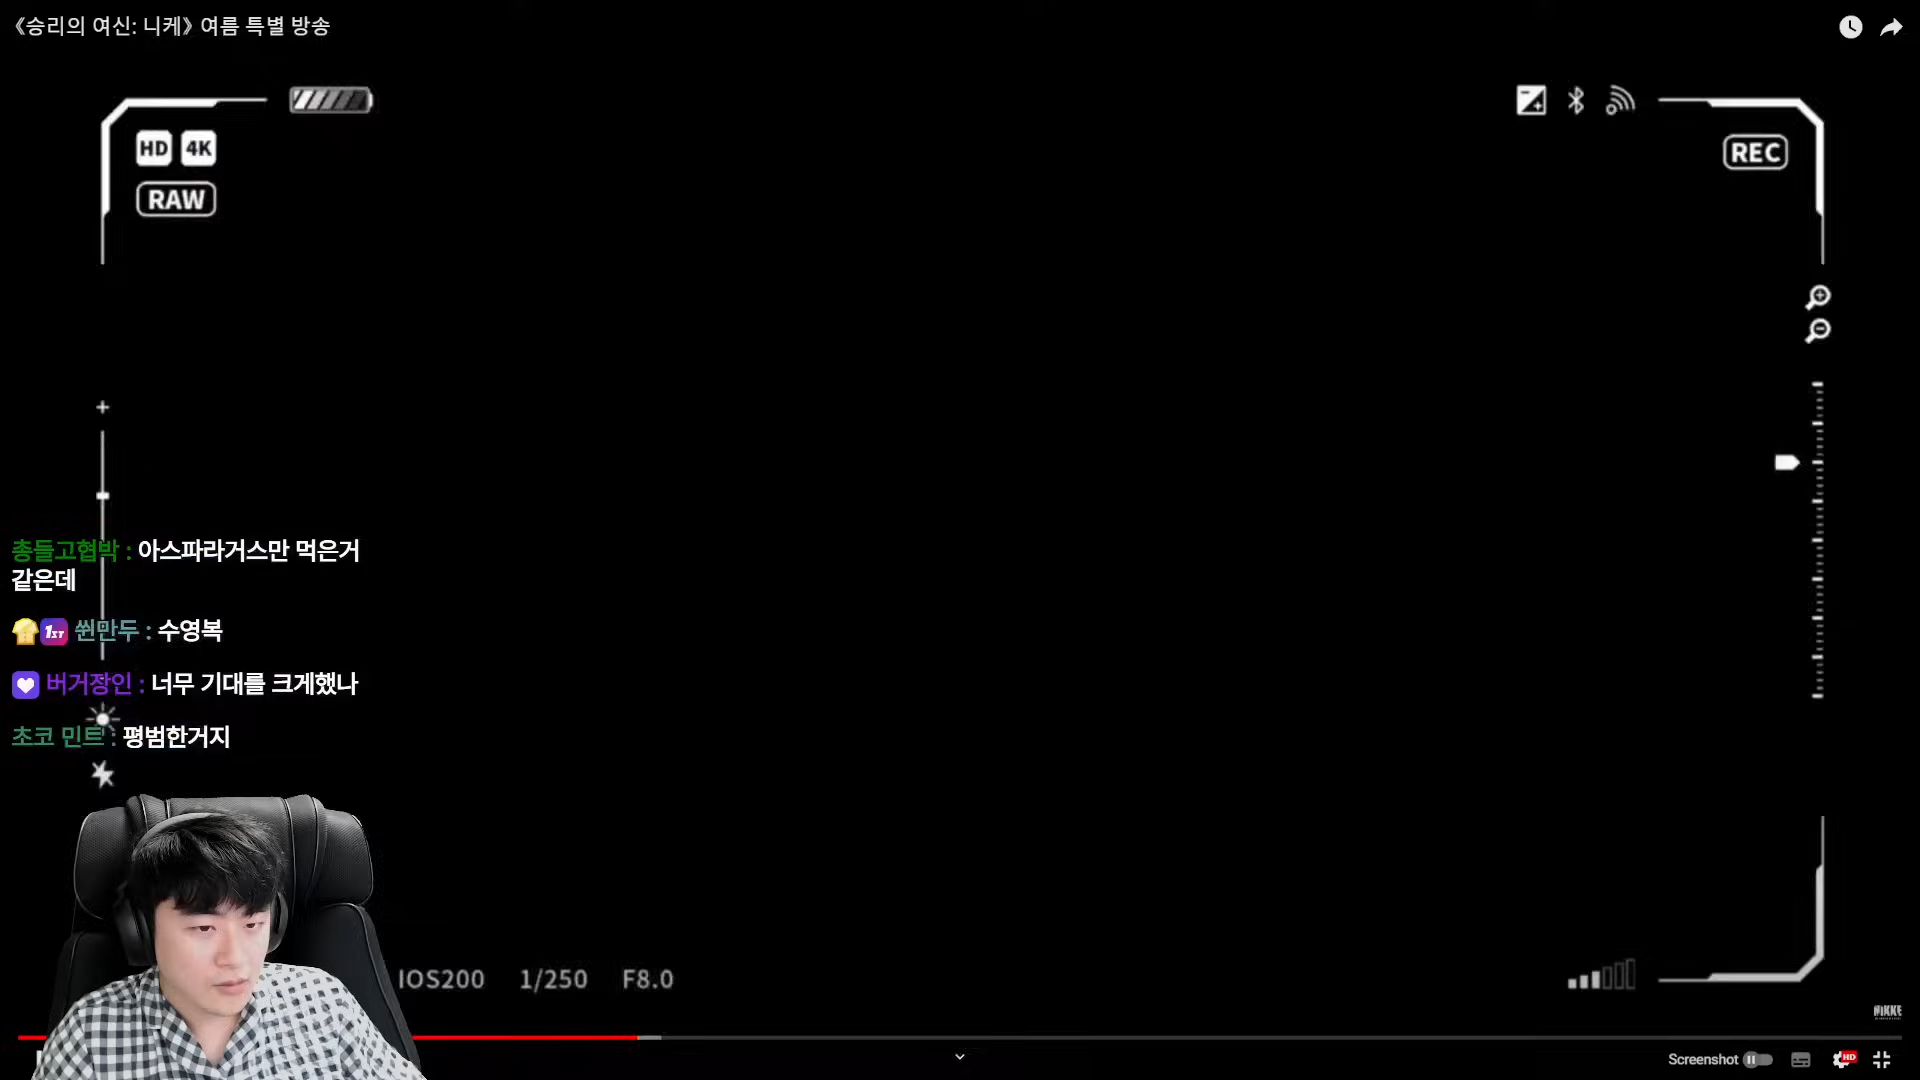 《승리의 여신: 니케》 여름 특별 방송
HD 4K
RAW
REC
총들고협박 : 아스파라거스만 먹은거
같은데
1ST 쒼만두 : 수영복
버거장인 : 너무 기대를 크게했나
초코 민트 : 평범한거지
IOS200 1/250 F8.0
NIKKE
Screenshot
HD